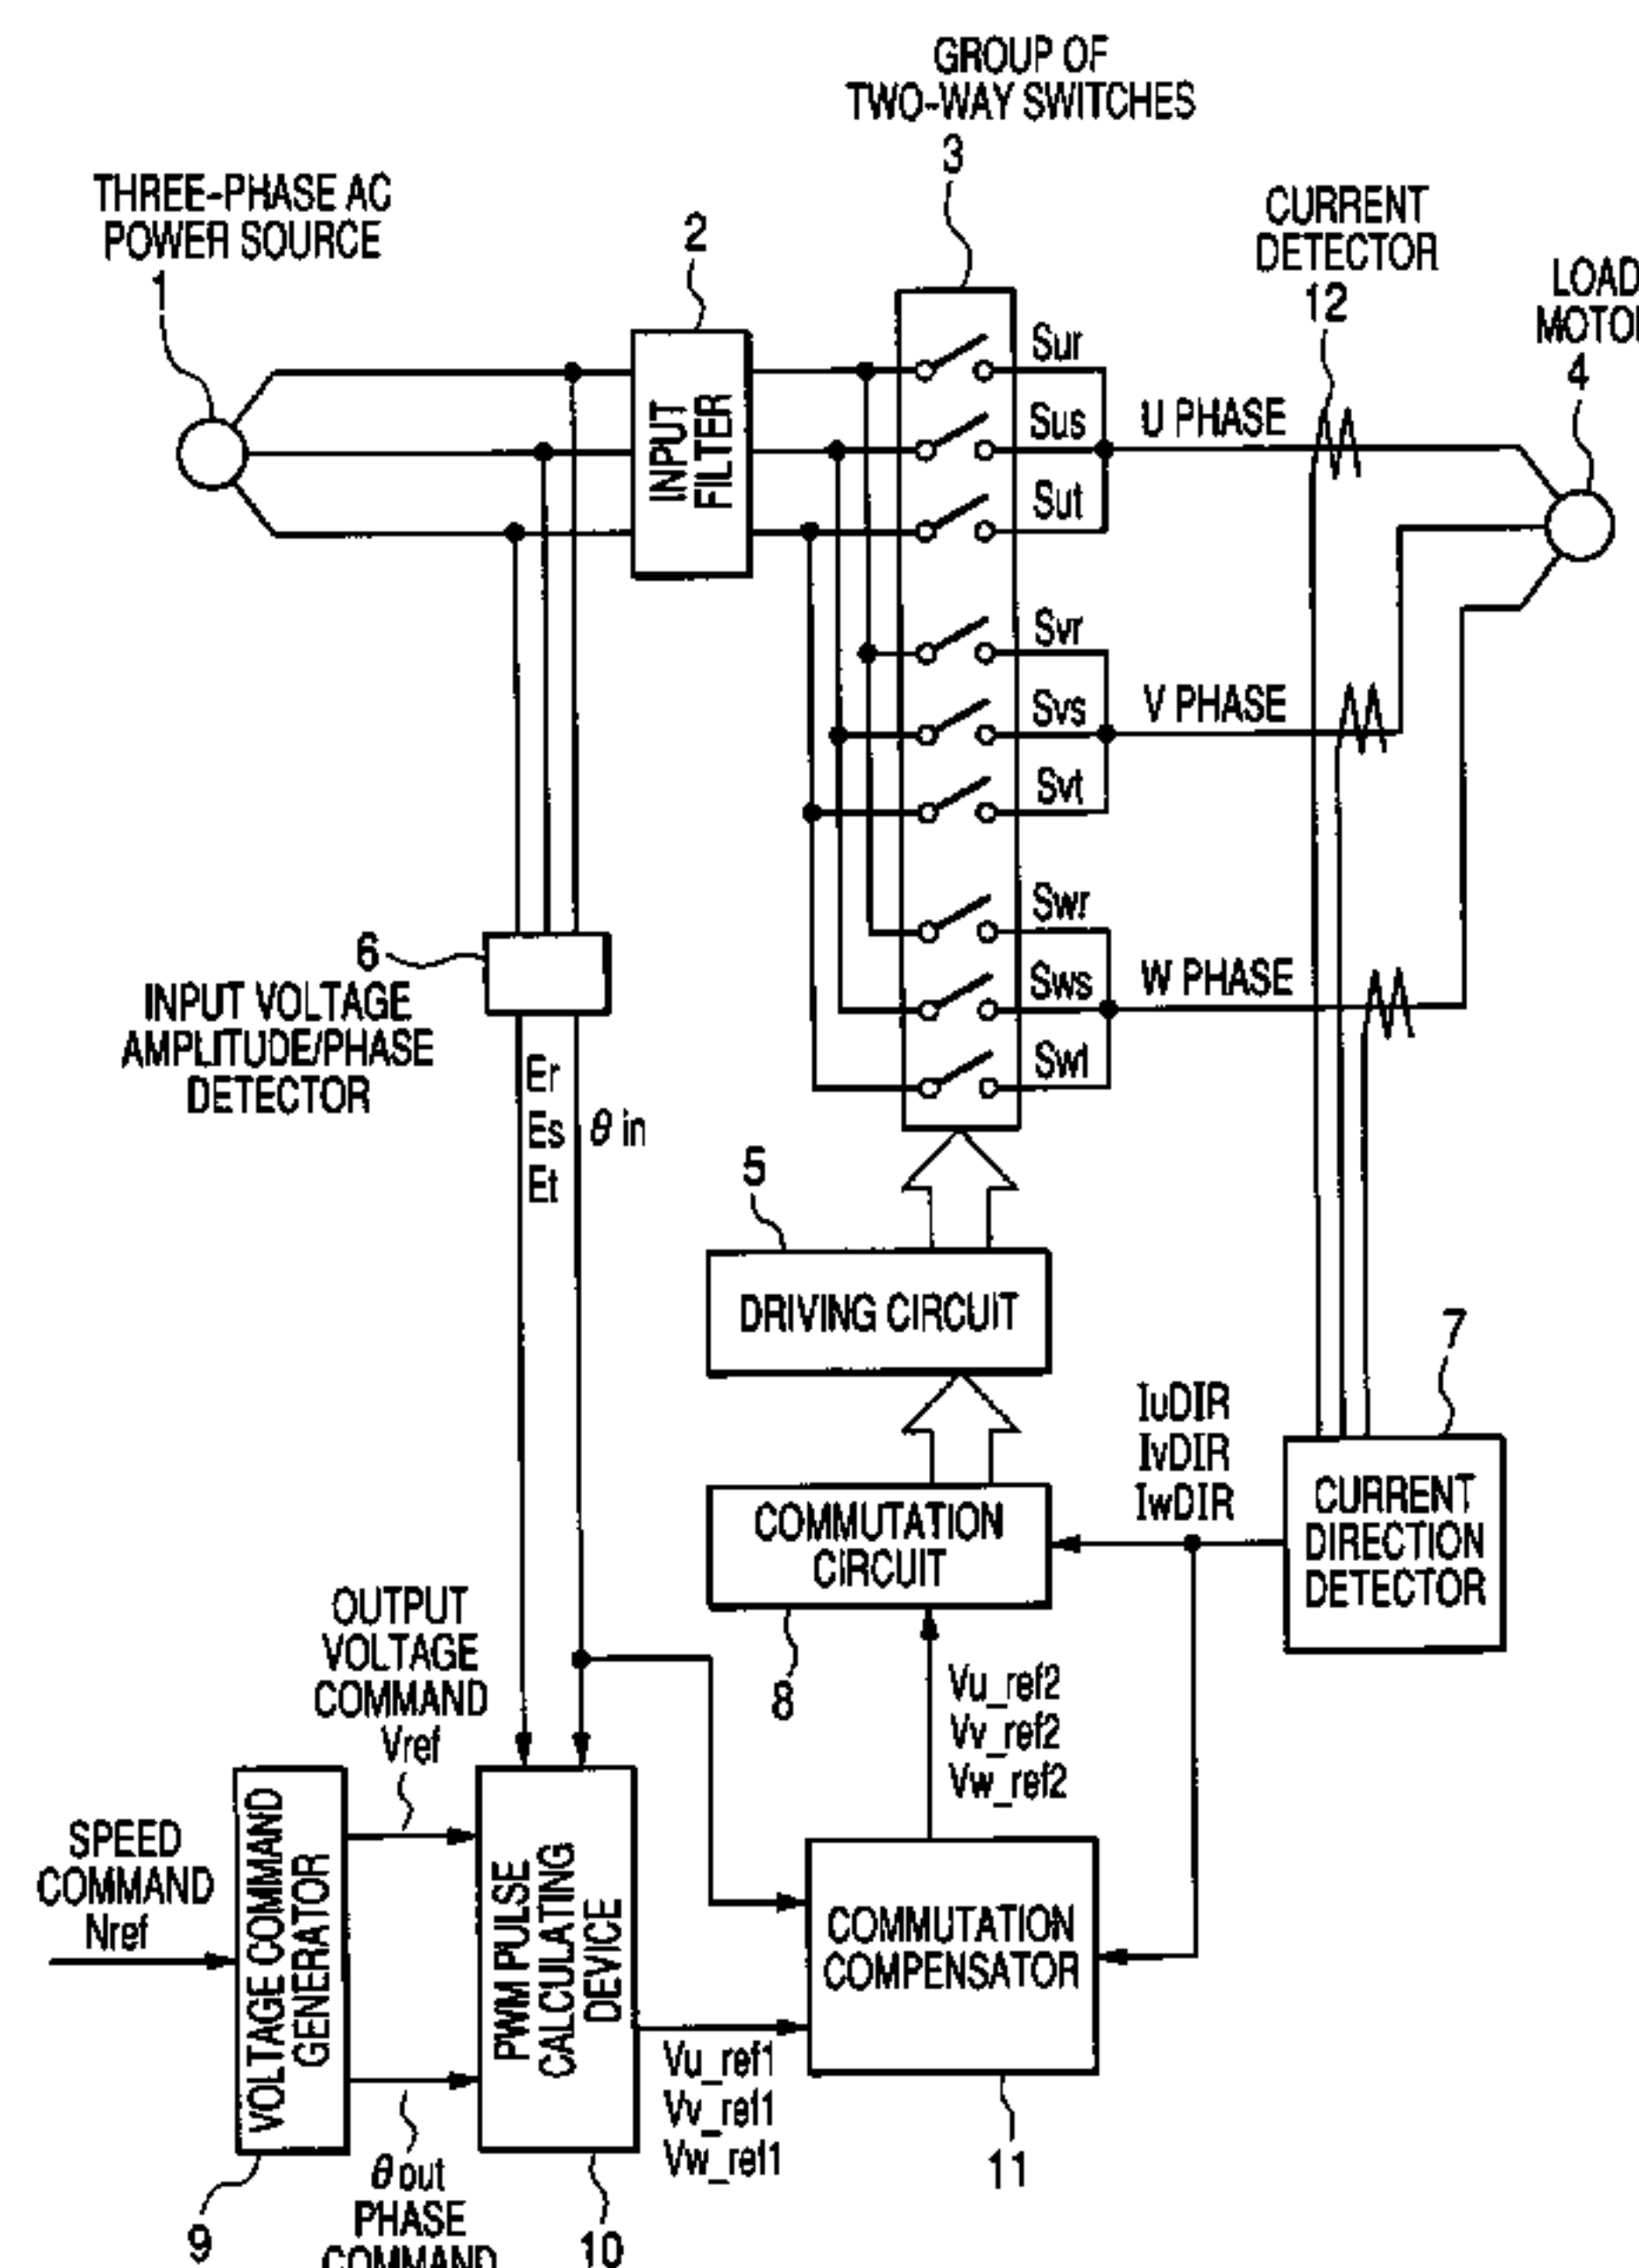 GROUP OF
TWO-WAY SWITCHES
3
THREE-PHASE AC
POWER SOURCE
1
2
CURRENT
DETECTOR
12
LOAD
MOTO
4
INPUT
FILTER
Sur
Sus
Sut
U PHASE
Svr
Svs
Svt
V PHASE
Swr
Sws
Swt
W PHASE
6
INPUT VOLTAGE
AMPLITUDE/PHASE
DETECTOR
Er
Es
Et
θ in
5
DRIVING CIRCUIT
7
IuDIR
IvDIR
IwDIR
CURRENT
DIRECTION
DETECTOR
COMMUTATION
CIRCUIT
8
OUTPUT
VOLTAGE
COMMAND
Vref
Vu_ref2
Vv_ref2
Vw_ref2
SPEED
COMMAND
Nref
VOLTAGE COMMAND
GENERATOR
PWM PULSE
CALCULATING
DEVICE
COMMUTATION
COMPENSATOR
Vu_ref1
Vv_ref1
Vw_ref1
θ out
PHASE
COMMAND
9
10
11